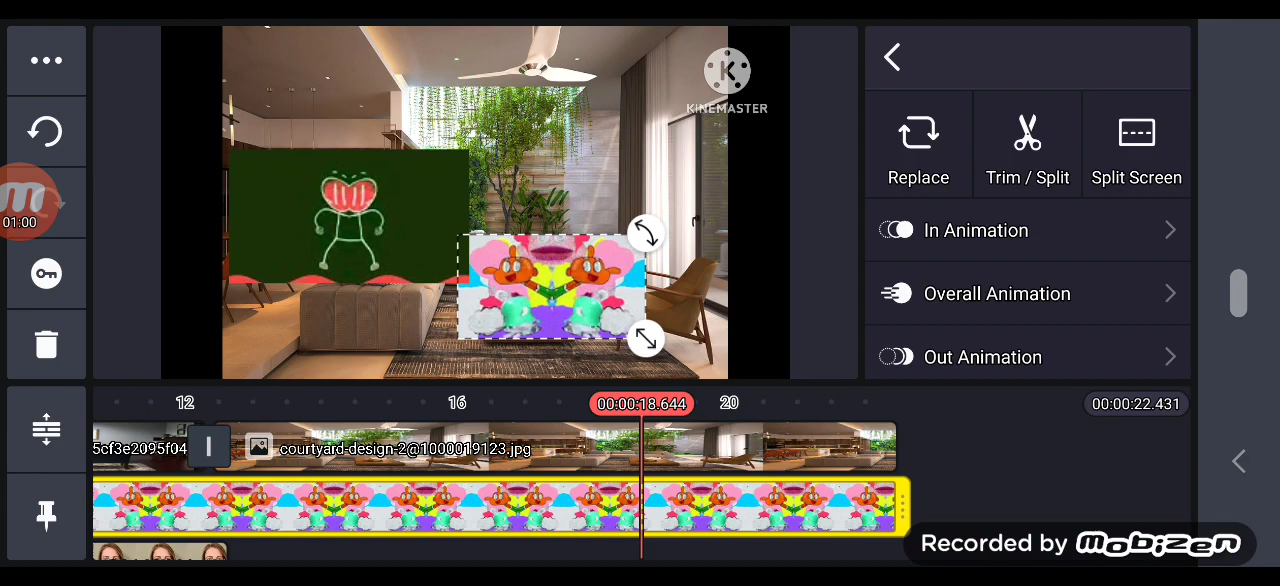 K
KINEMASTER
Replace
Trim / Split
Split Screen
In Animation
Overall Animation
Out Animation
m
01:00
12
16
00:00:18.644
20
00:00:22.431
5cf3e2095f04
courtyard-design-2@1000019123.jpg
Recorded by mobizen